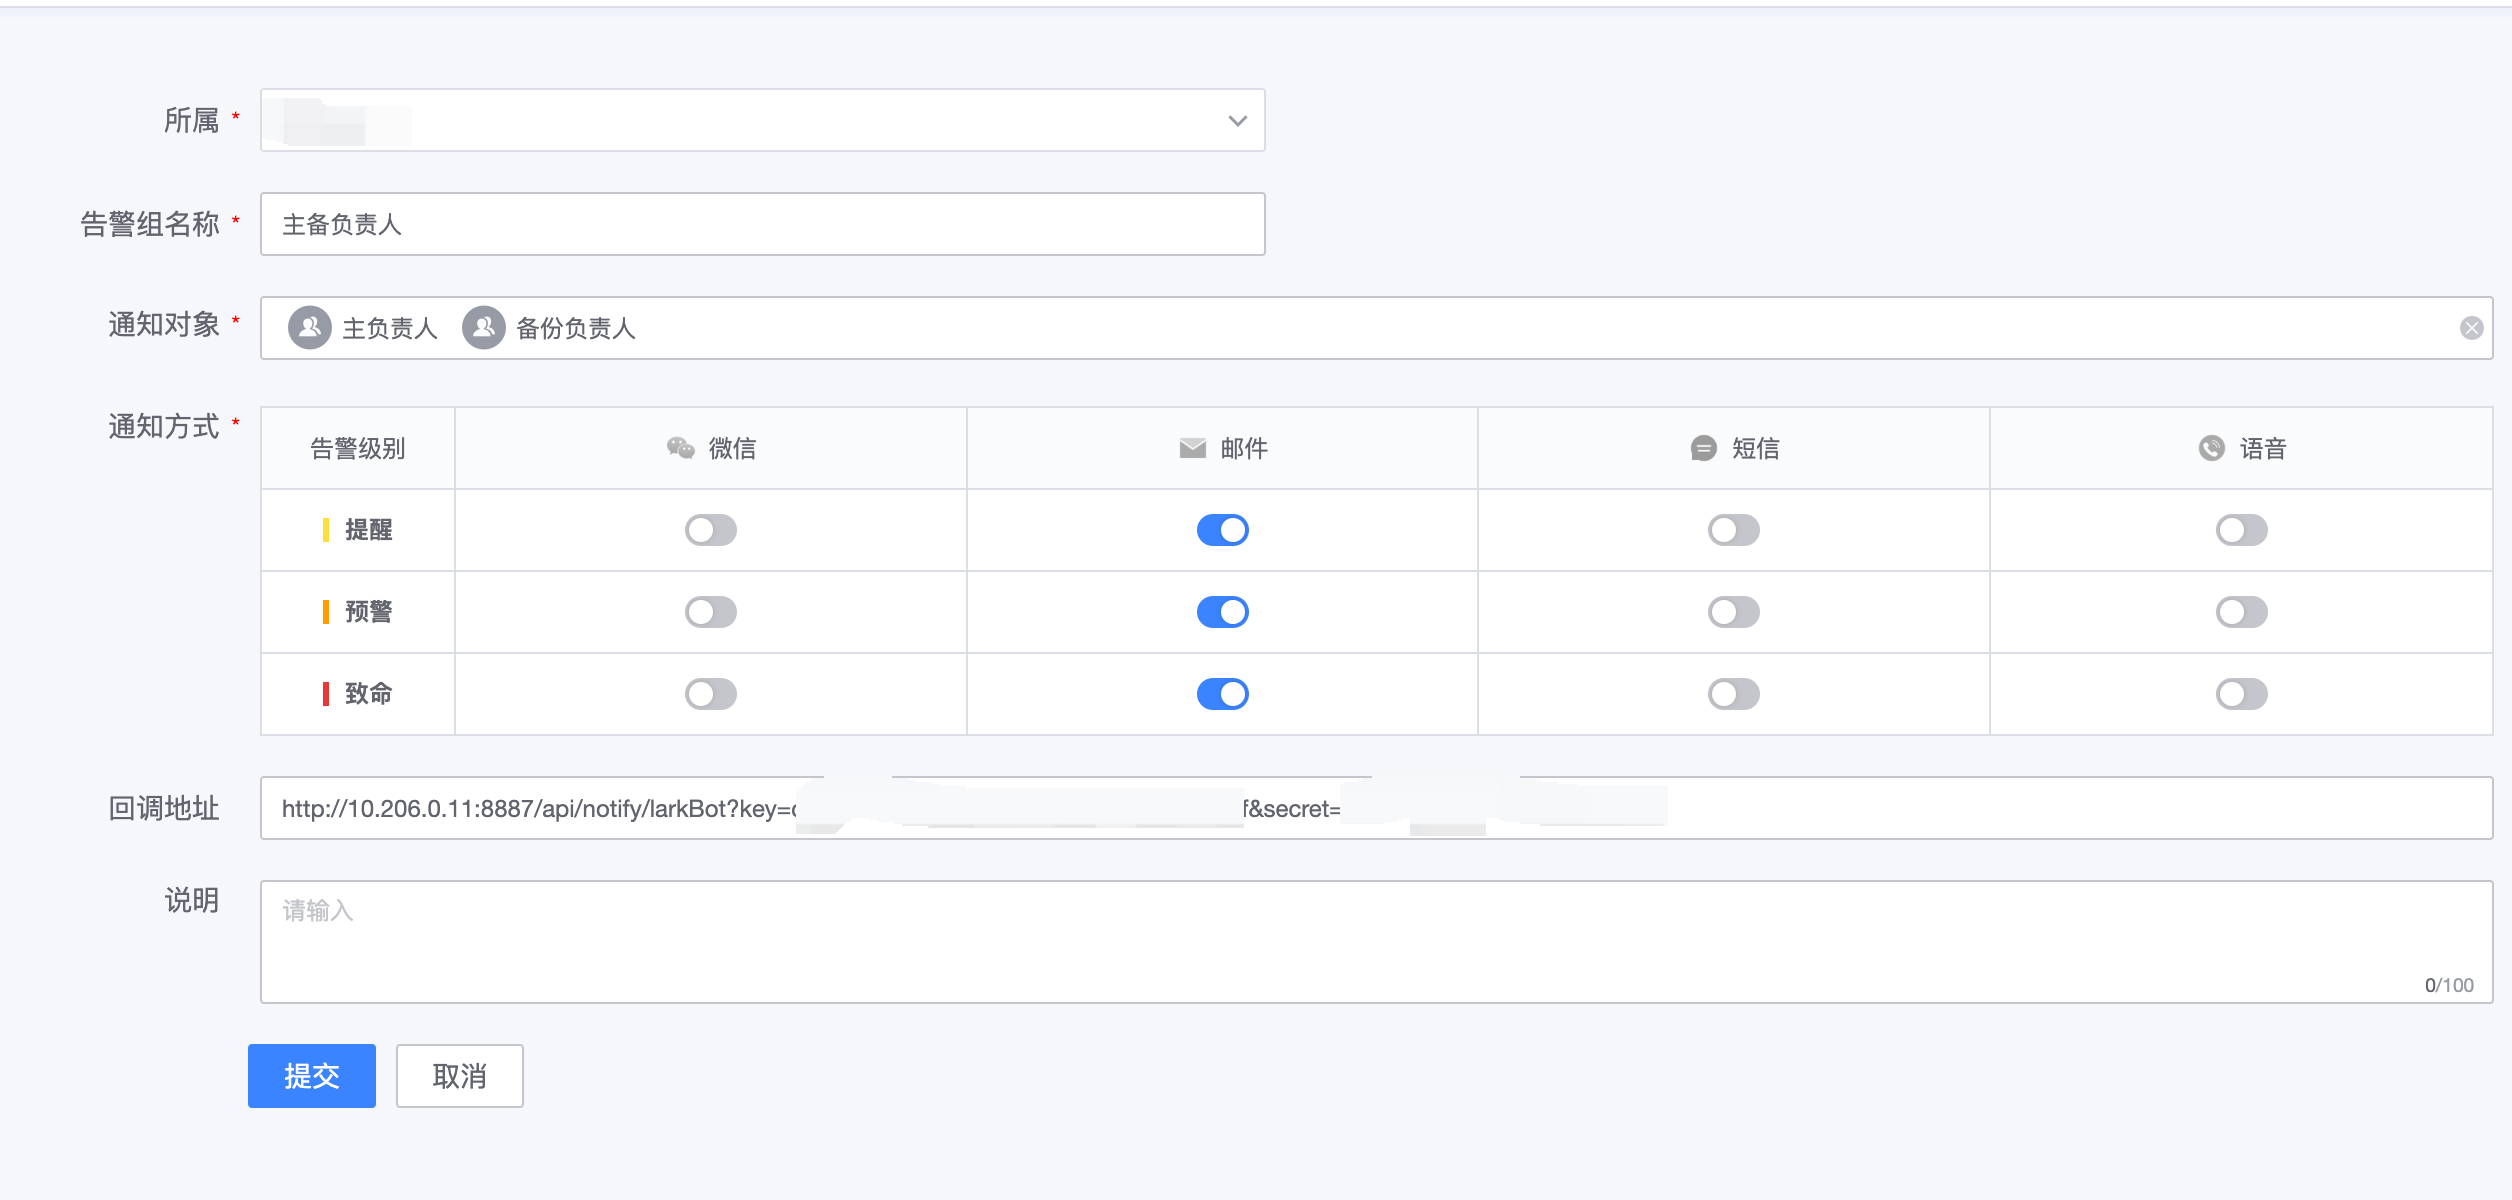 所属 *
告警组名称 * 主备负责人
通知对象 * 主负责人 备份负责人
通知方式 * 告警级别 微信 邮件 短信 语音
提醒
预警
致命
回调地址 http://10.206.0.11:8887/api/notify/larkBot?key= &secret=
说明 请输入
0/100
提交 取消